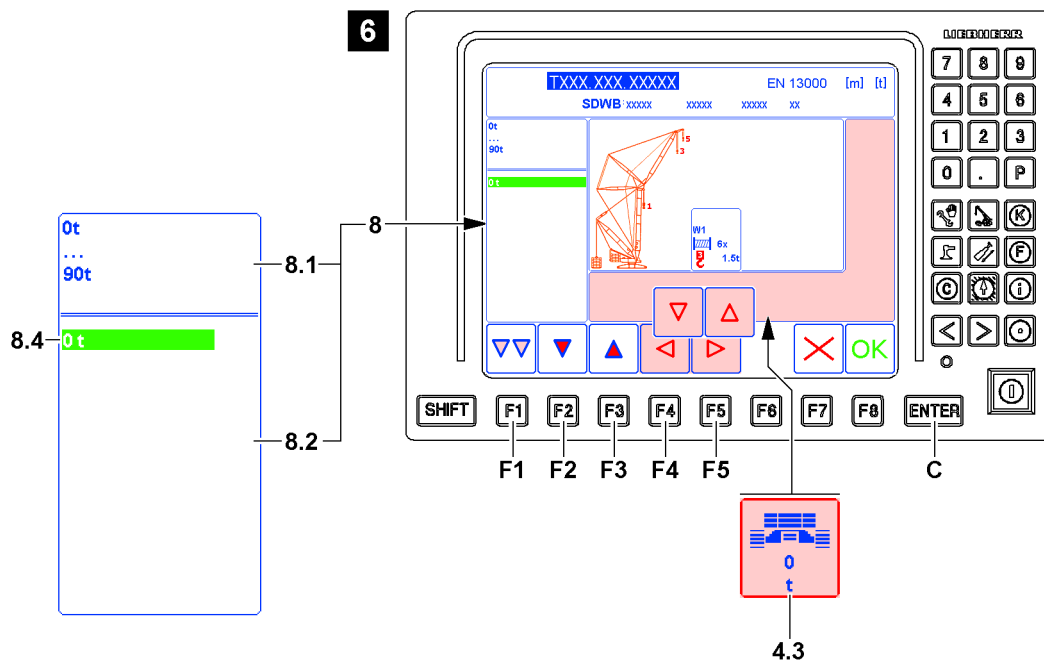 6
LIEBHERR
TXXX.XXX.XXXXX EN 13000 [m] [t]
SDWB: XXXXX XXXXX XXXXX XX
0t
...
90t
0 t
5
3
1
W1
6x
1.5t
OK
7 8 9
4 5 6
1 2 3
0 . P
K
F
C i
SHIFT F1 F2 F3 F4 F5 F6 F7 F8 ENTER
F1 F2 F3 F4 F5 C
0t
...
90t
0 t
8
8.1
8.4
8.2
0
t
4.3